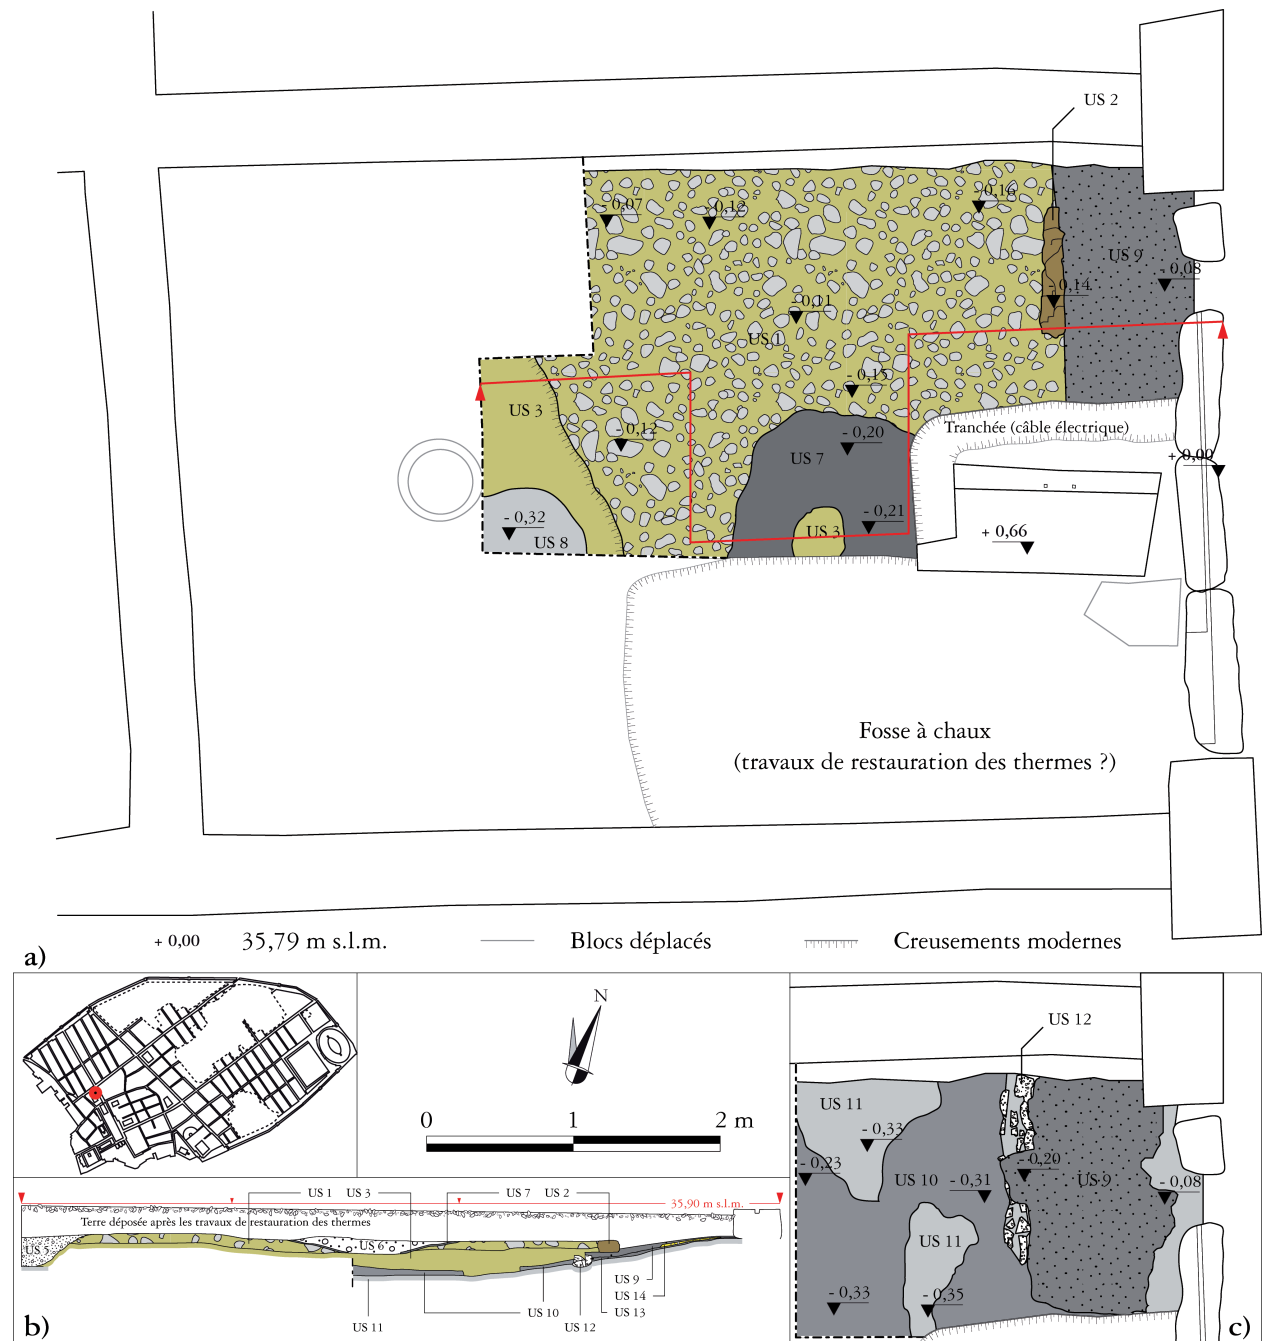 US 2
- 0,16
- 0,07
- 0,12
US 9
- 0,08
- 0,14
- 0,11
US 1
- 0,15
US 3
- 0,12
- 0,20
Tranchée (câble électrique)
US 7
+ 0,00
- 0,32
- 0,21
US 3
+ 0,66
US 8
Fosse à chaux
(travaux de restauration des thermes ?)
+ 0,00 35,79 m s.l.m. Blocs déplacés Creusements modernes
a)
N
0 1 2 m
US 1 US 3 US 7 US 2
35,90 m s.l.m.
Terre déposée après les travaux de restauration des thermes
US 5
US 6
US 9
US 14
US 10 US 13
US 11 US 12
b)
US 12
US 11
- 0,33
- 0,23
US 10
- 0,20
US 9
- 0,31
- 0,08
US 11
- 0,33
- 0,35
c)